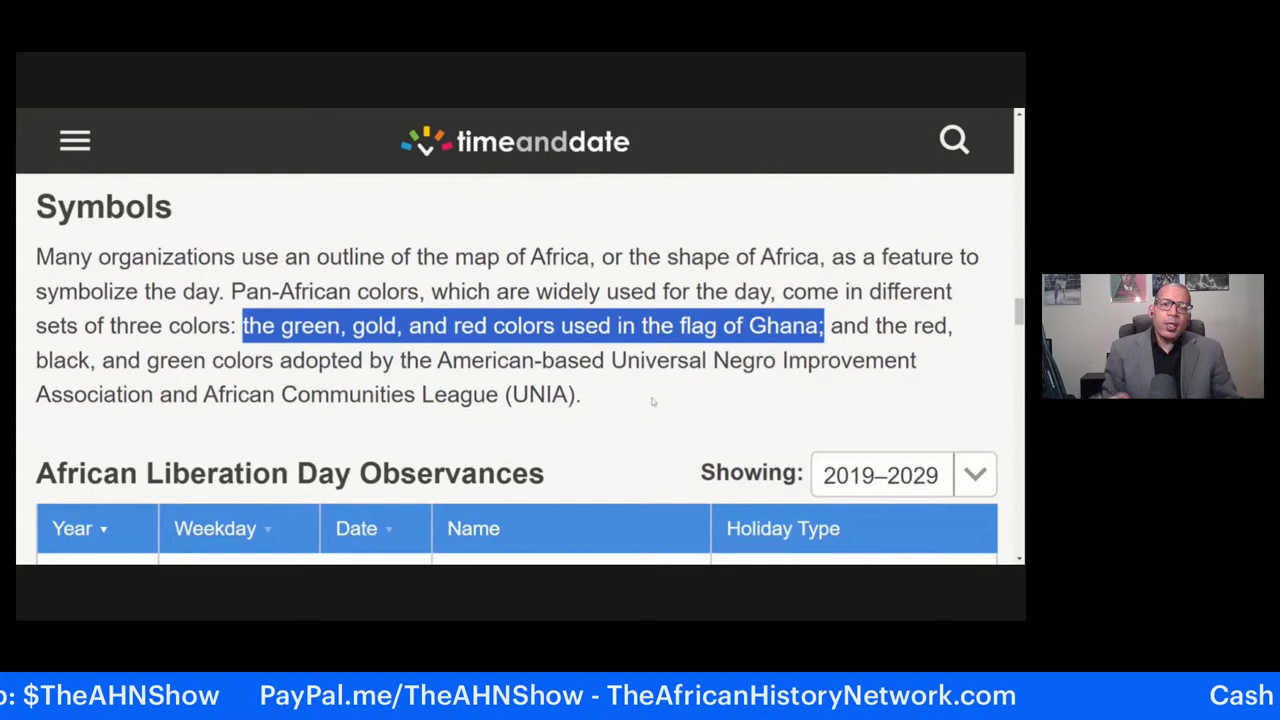 timeanddate
Symbols
Many organizations use an outline of the map of Africa, or the shape of Africa, as a feature to
symbolize the day. Pan-African colors, which are widely used for the day, come in different
sets of three colors: the green, gold, and red colors used in the flag of Ghana; and the red,
black, and green colors adopted by the American-based Universal Negro Improvement
Association and African Communities League (UNIA).
African Liberation Day Observances
Showing: 2019–2029
Year Weekday Date Name Holiday Type
p: $TheAHNShow PayPal.me/TheAHNShow - TheAfricanHistoryNetwork.com Cash